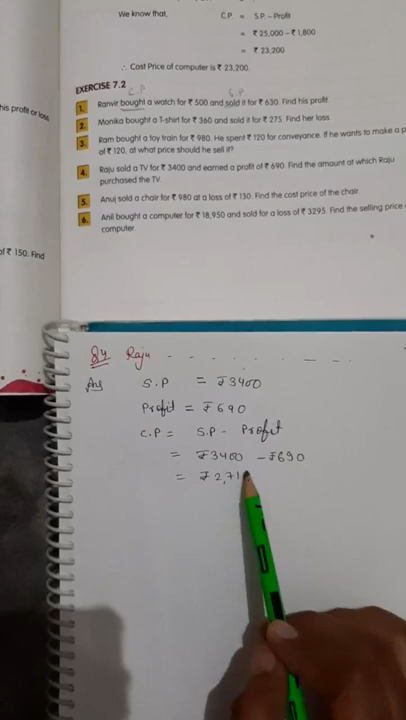 We know that, C.P. = S.P. – Profit
= ₹ 25,000 – ₹ 1,800
= ₹ 23,200
∴ Cost Price of computer is ₹ 23,200.
EXERCISE 7.2
C.P S.P
1. Ranvir bought a watch for ₹ 500 and sold it for ₹ 630. Find his profit.
2. Monika bought a T-shirt for ₹ 360 and sold it for ₹ 275. Find her loss.
3. Ram bought a toy train for ₹ 980. He spent ₹ 120 for conveyance. If he wants to make a p
of ₹ 120, at what price should he sell it?
4. Raju sold a TV for ₹ 3400 and earned a profit of ₹ 690. Find the amount at which Raju
purchased the TV.
5. Anuj sold a chair for ₹ 980 at a loss of ₹ 130. Find the cost price of the chair.
6. Anil bought a computer for ₹ 18,950 and sold for a loss of ₹ 3295. Find the selling price
computer.
his profit or loss
of ₹ 150. Find
Q4. Raju - - - - - - - - -
Ans S.P = ₹3400
Profit = ₹690
C.P = S.P - Profit
= ₹3400 - ₹690
= ₹2,71